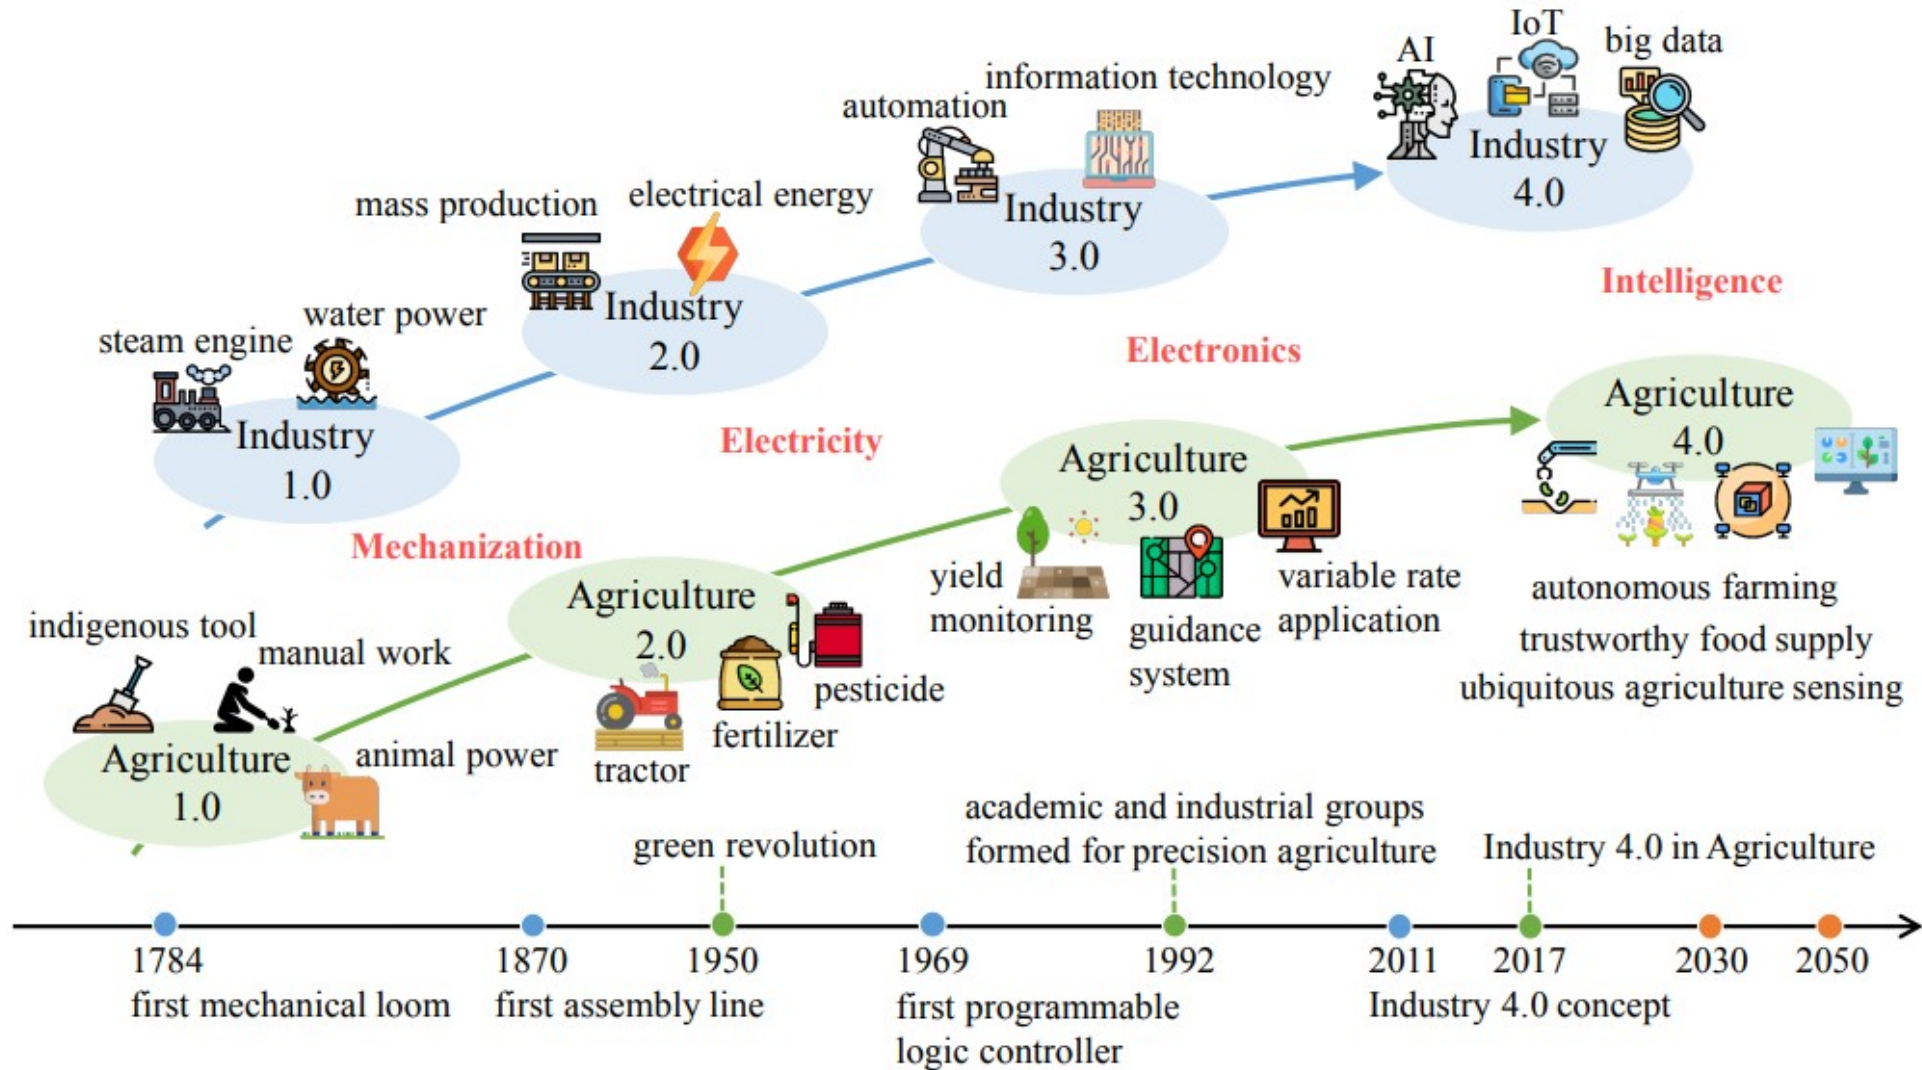 IoT
AI
big data
information technology
automation
Industry
4.0
electrical energy
mass production
Industry
3.0
Intelligence
water power
steam engine
Industry
2.0
Electronics
Industry
1.0
Electricity
Agriculture
4.0
Mechanization
Agriculture
3.0
yield
monitoring
guidance
system
variable rate
application
autonomous farming
trustworthy food supply
ubiquitous agriculture sensing
Agriculture
2.0
pesticide
fertilizer
tractor
indigenous tool
manual work
animal power
Agriculture
1.0
green revolution
academic and industrial groups
formed for precision agriculture
Industry 4.0 in Agriculture
1784
first mechanical loom
1870
first assembly line
1950
1969
first programmable
logic controller
1992
2011
Industry 4.0 concept
2017
2030
2050